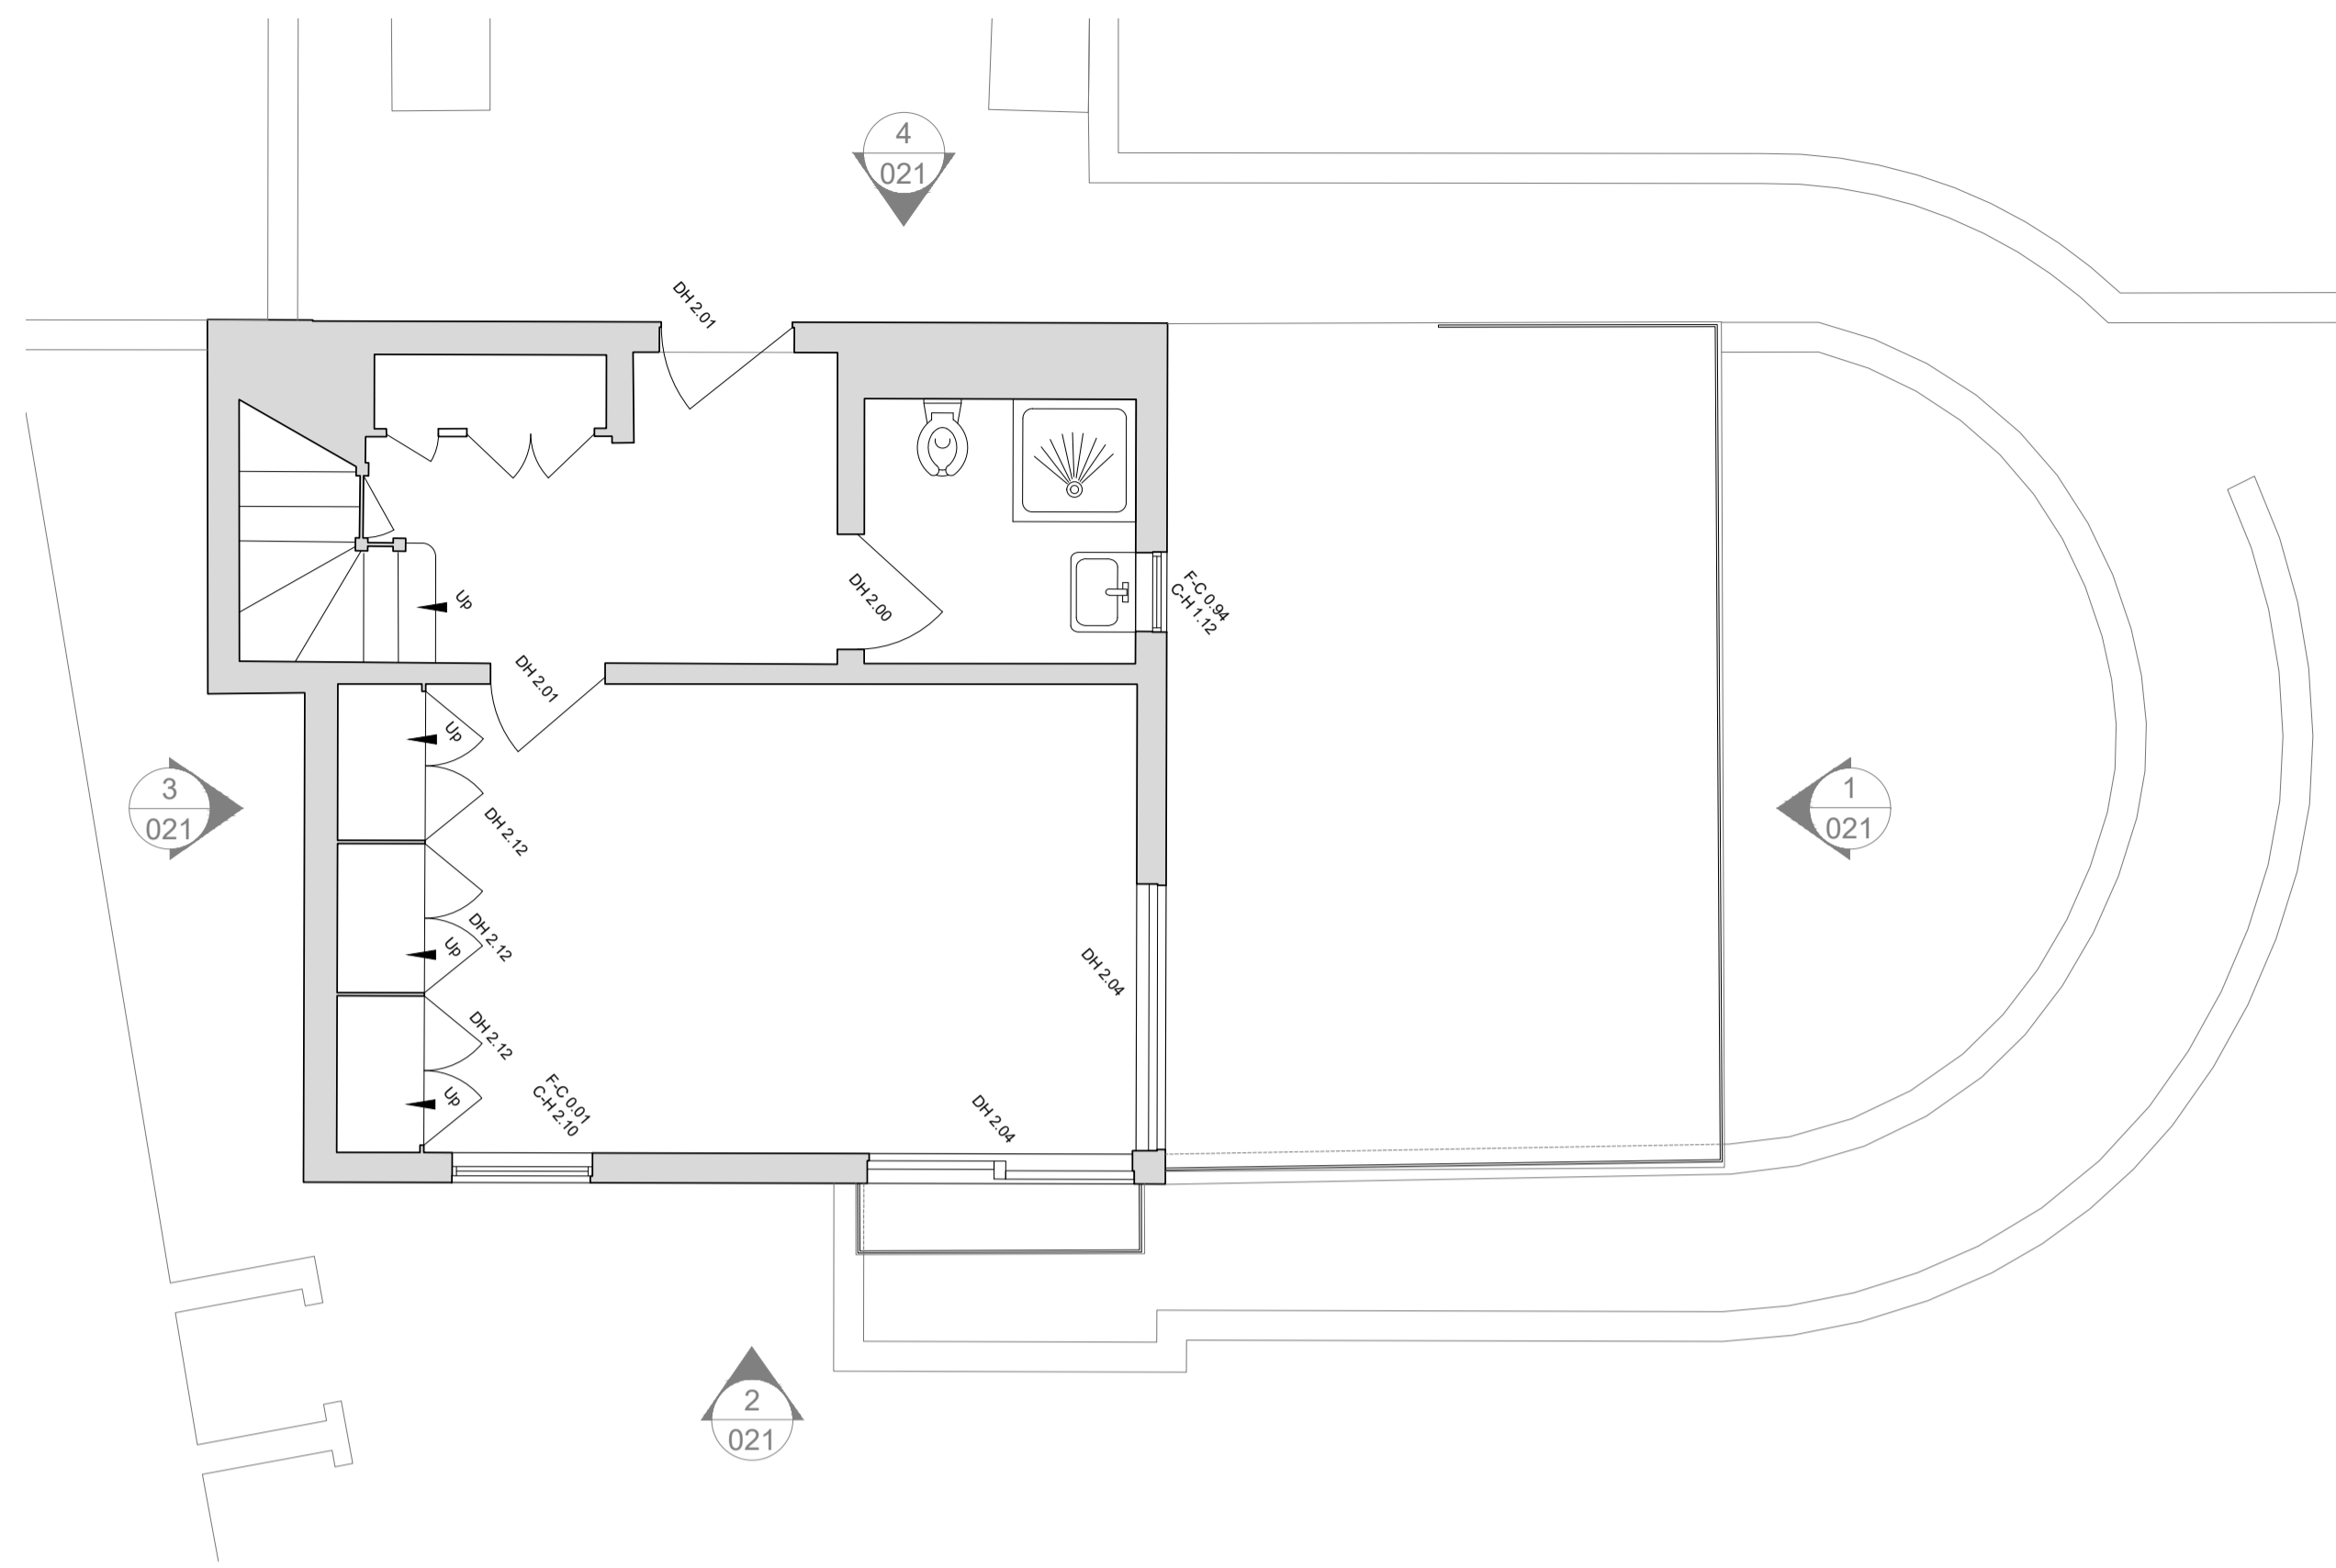 4
021
DH 2.01
DH 2.00
F-C 0.94
C-H 1.12
Up
DH 2.01
Up
3
021
1
021
DH 2.12
DH 2.12
Up
DH 2.04
DH 2.12
F-C 0.01
C-H 2.10
Up
DH 2.04
2
021